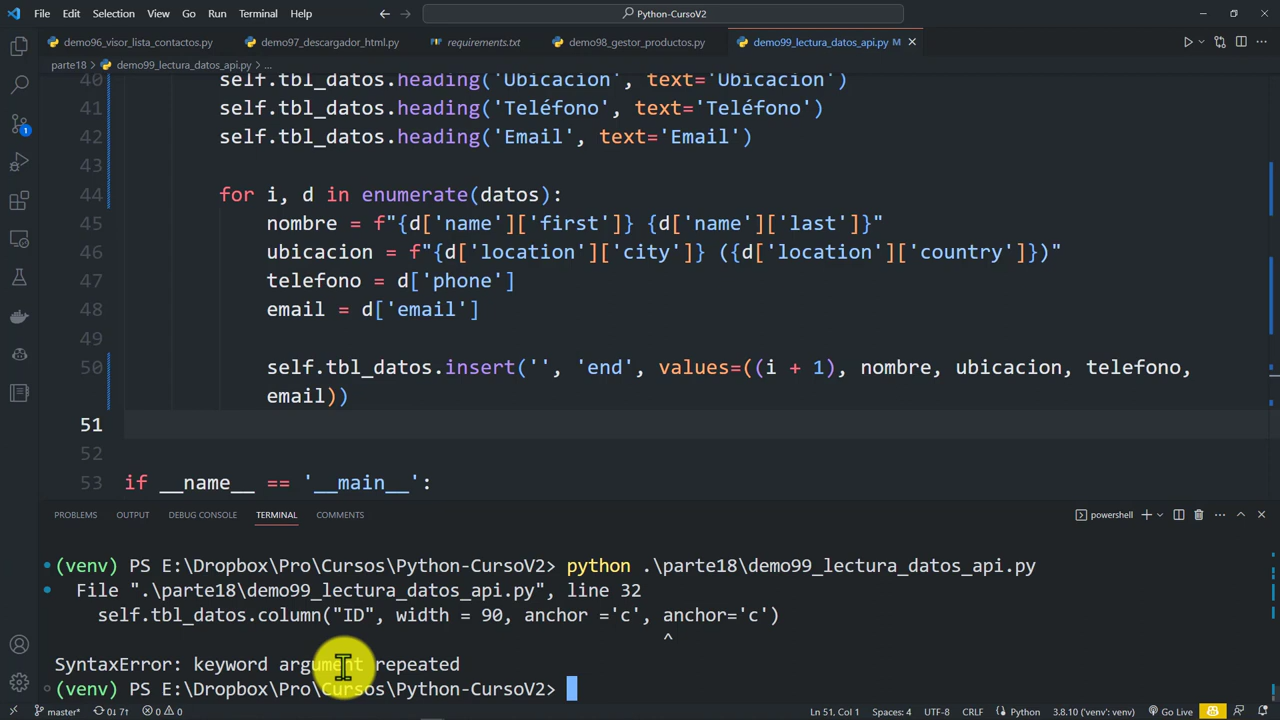 File Edit Selection View Go Run Terminal Help Python-CursoV2
demo96_visor_lista_contactos.py demo97_descargador_html.py requirements.txt demo98_gestor_productos.py demo99_lectura_datos_api.py M
parte18 > demo99_lectura_datos_api.py > ...
40 self.tbl_datos.heading('Ubicacion', text='Ubicacion')
41 self.tbl_datos.heading('Teléfono', text='Teléfono')
42 self.tbl_datos.heading('Email', text='Email')
43
44 for i, d in enumerate(datos):
45 nombre = f"{d['name']['first']} {d['name']['last']}"
46 ubicacion = f"{d['location']['city']} ({d['location']['country']})"
47 telefono = d['phone']
48 email = d['email']
49
50 self.tbl_datos.insert('', 'end', values=((i + 1), nombre, ubicacion, telefono,
email))
51
52
53 if __name__ == '__main__':
PROBLEMS OUTPUT DEBUG CONSOLE TERMINAL COMMENTS powershell
(venv) PS E:\Dropbox\Pro\Cursos\Python-CursoV2> python .\parte18\demo99_lectura_datos_api.py
File ".\parte18\demo99_lectura_datos_api.py", line 32
self.tbl_datos.column("ID", width = 90, anchor ='c', anchor='c')
^
SyntaxError: keyword argument repeated
(venv) PS E:\Dropbox\Pro\Cursos\Python-CursoV2>
master* 0↓ 7↑ 0 0 Ln 51, Col 1 Spaces: 4 UTF-8 CRLF Python 3.8.10 ('venv': venv) Go Live